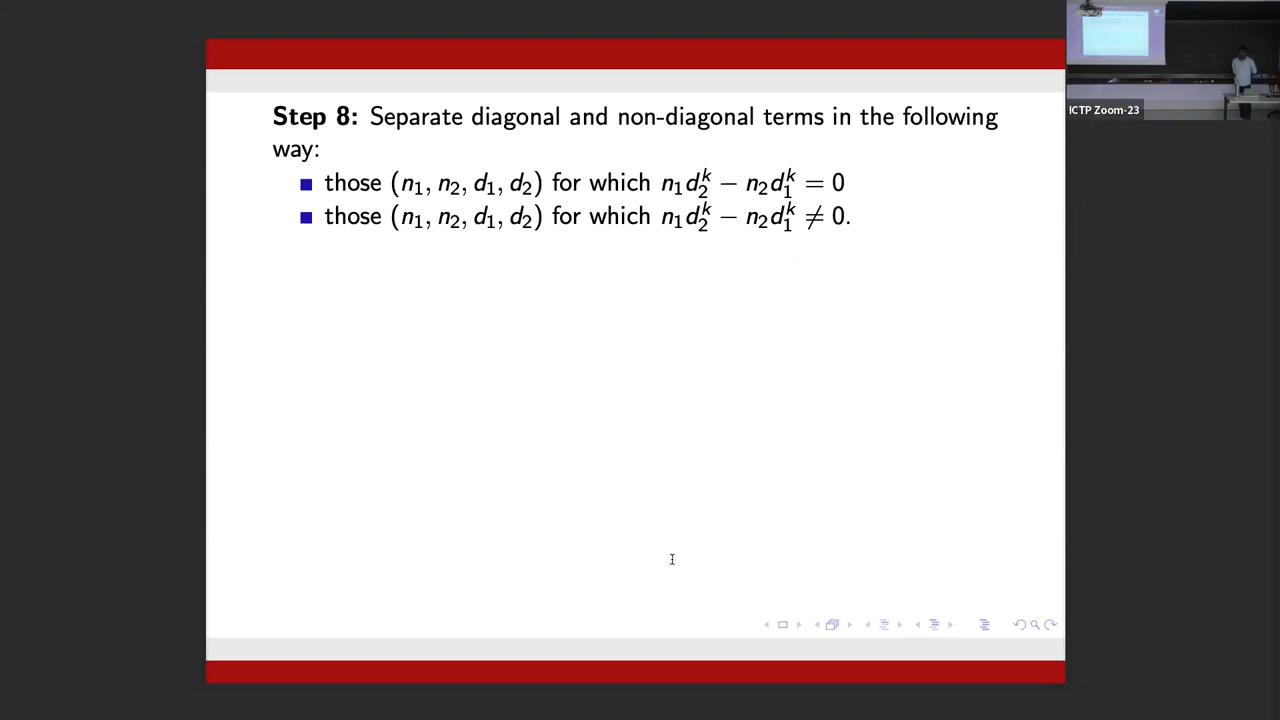 Step 8: Separate diagonal and non-diagonal terms in the following
way:
those (n₁, n₂, d₁, d₂) for which n₁d₂ᵏ − n₂d₁ᵏ = 0
those (n₁, n₂, d₁, d₂) for which n₁d₂ᵏ − n₂d₁ᵏ ≠ 0.
ICTP Zoom-23